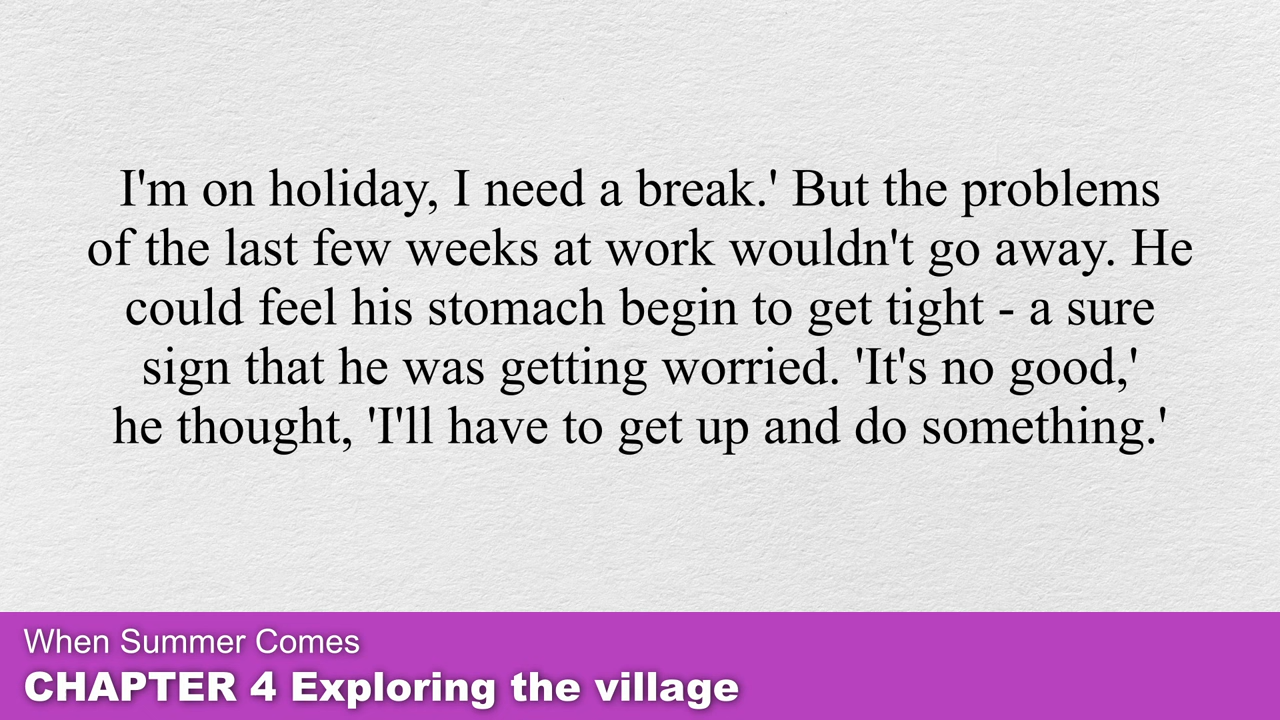 I'm on holiday, I need a break.' But the problems
of the last few weeks at work wouldn't go away. He
could feel his stomach begin to get tight - a sure
sign that he was getting worried. 'It's no good,'
he thought, 'I'll have to get up and do something.'
When Summer Comes
CHAPTER 4 Exploring the village